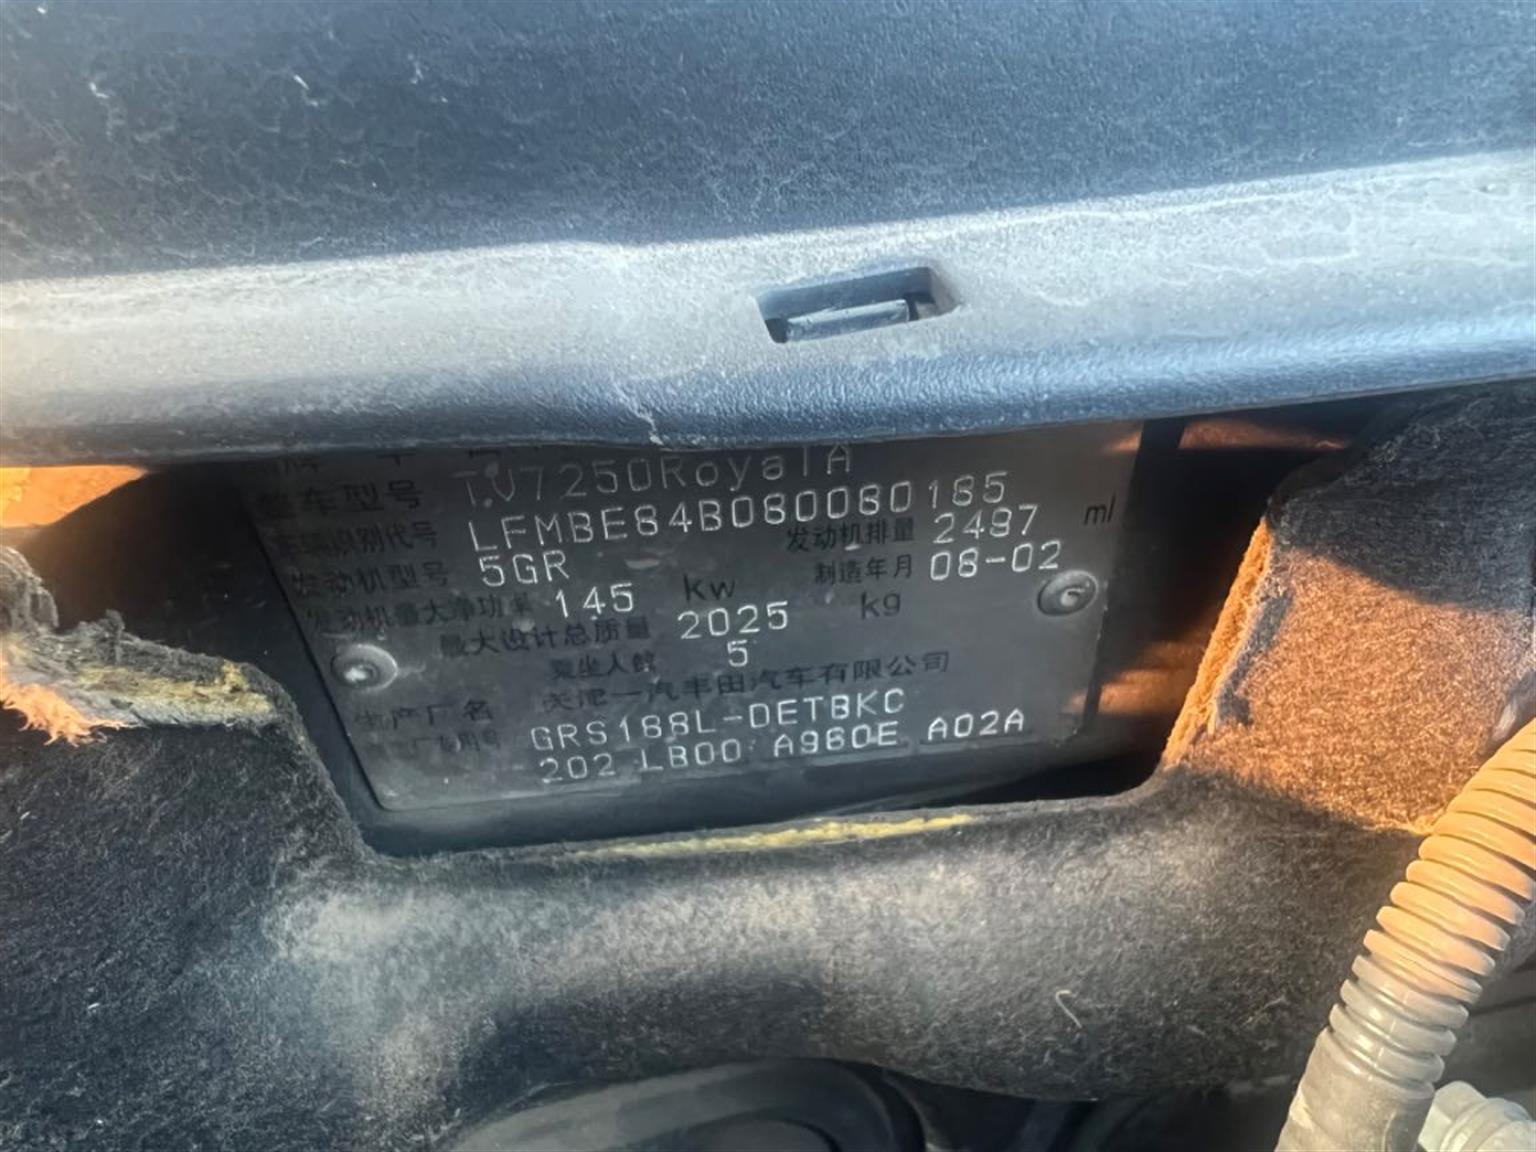 整车型号 TV7250RoyalA
车辆识别代号 LFMBE84B080080185
发动机型号 5GR 发动机排量 2497 ml
发动机最大净功率 145 kw 制造年月 08-02
最大设计总质量 2025 kg
乘坐人数 5
生产厂名 天津一汽丰田汽车有限公司
GRS188L-DETBKC
202 LB00 A960E A02A